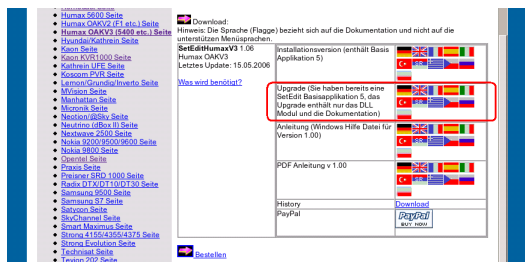 Humax 5600 Seite
Humax OAKV2 (F1 etc.) Seite
Humax OAKV3 (5400 etc.) Seite
Hyundai/Kathrein Seite
Kaon Seite
Kaon KVR1000 Seite
Kathrein UFE Seite
Koscom PVR Seite
Lemon/Grundig/Inverto Seite
MVision Seite
Manhattan Seite
Micronik Seite
Neotion/@Sky Seite
Neutrino (dBox II) Seite
Nextwave 2500 Seite
Nokia 9200/9500/9600 Seite
Nokia 9800 Seite
Opentel Seite
Praxis Seite
Preisner SRD 1000 Seite
Radix DTX/DT10/DT30 Seite
Samsung 9500 Seite
Samsung S7 Seite
Satycon Seite
SkyChannel Seite
Smart Maximus Seite
Strong 4155/4355/4375 Seite
Strong Evolution Seite
Technisat Seite
Texing 202 Seite
Download:
Hinweis: Die Sprache (Flagge) bezieht sich auf die Dokumentation und nicht auf die
unterstützen Menüsprachen.
SetEditHumaxV3 1.06
Humax OAKV3
Letztes Update: 15.05.2006
Was wird benötigt?
Installationsversion (enthält Basis
Applikation 5)
Upgrade (Sie haben bereits eine
SetEdit Basisapplikation 5, das
Upgrade enthält nur das DLL
Modul und die Dokumentation)
Anleitung (Windows Hilfe Datei für
Version 1.00)
PDF Anleitung v 1.00
History
Download
PayPal
PayPal
BUY NOW
Bestellen